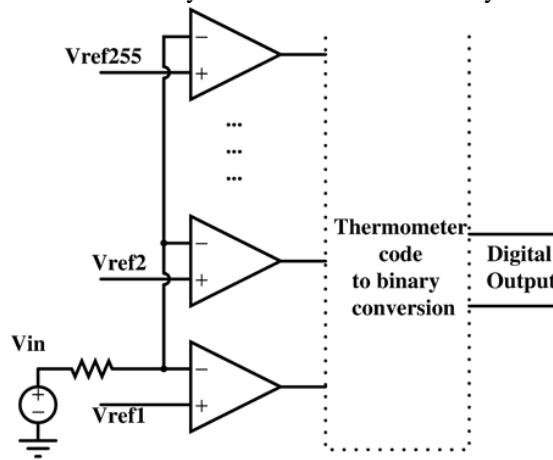 Vref255
−
+
...
...
...
−
+
Vref2
Thermometer
code
to binary
conversion
Digital
Output
Vin
+
−
−
+
Vref1